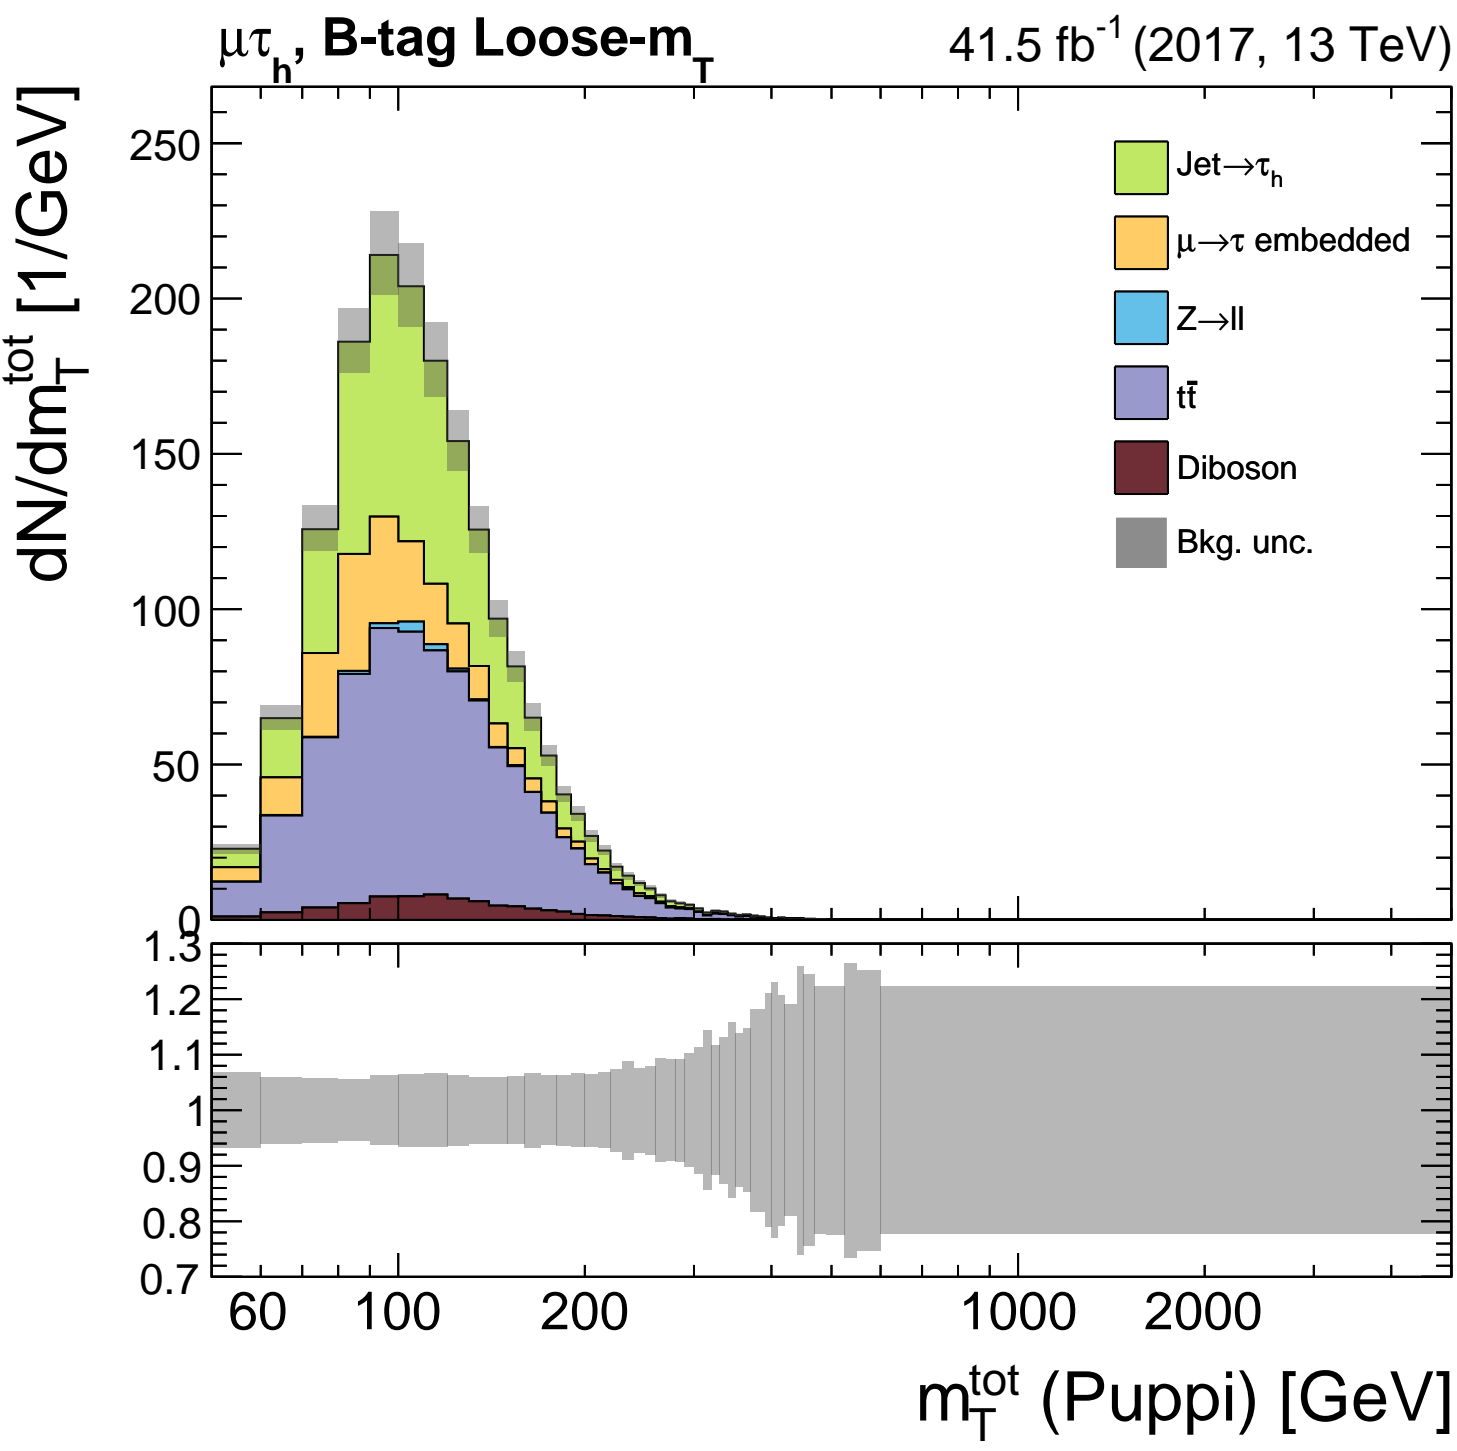 μτh, B-tag Loose-mT
41.5 fb-1 (2017, 13 TeV)
dN/dmTtot [1/GeV]
250
200
150
100
50
0
Jet→τh
μ→τ embedded
Z→ll
tt̄
Diboson
Bkg. unc.
1.3
1.2
1.1
1
0.9
0.8
0.7
60 100 200 1000 2000
mTtot (Puppi) [GeV]